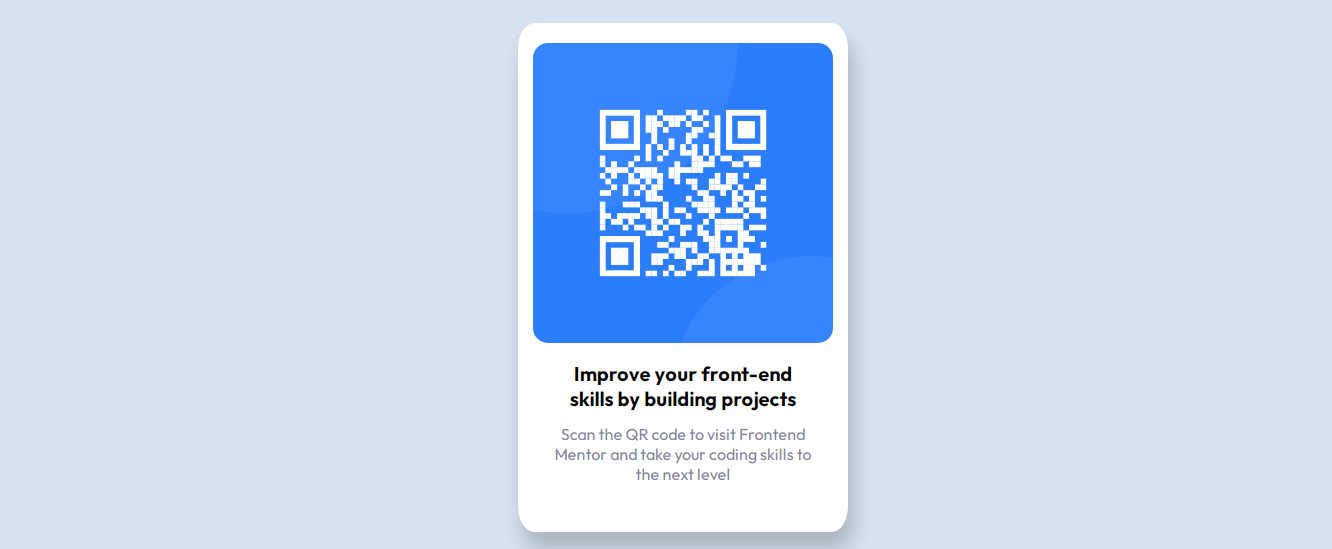 Improve your front-end
skills by building projects
Scan the QR code to visit Frontend
Mentor and take your coding skills to
the next level